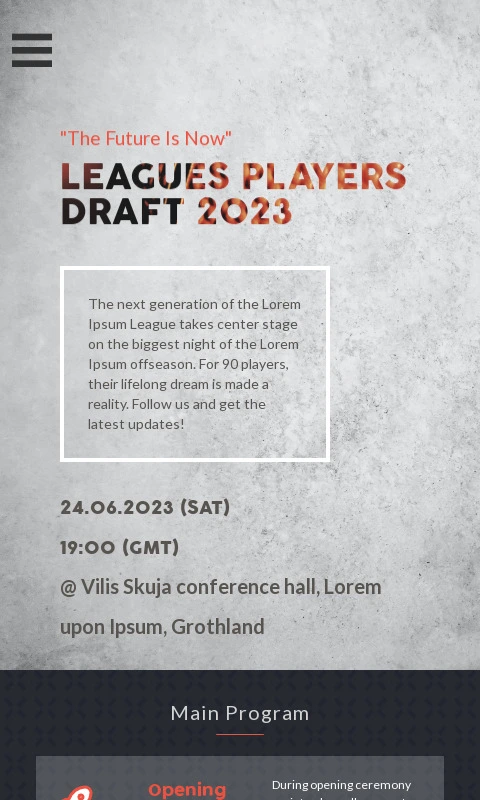 "The Future Is Now"
LEAGUES PLAYERS
DRAFT 2023
The next generation of the Lorem
Ipsum League takes center stage
on the biggest night of the Lorem
Ipsum offseason. For 90 players,
their lifelong dream is made a
reality. Follow us and get the
latest updates!
24.06.2023 (SAT)
19:00 (GMT)
@ Vilis Skuja conference hall, Lorem
upon Ipsum, Grothland
Main Program
Opening
During opening ceremony